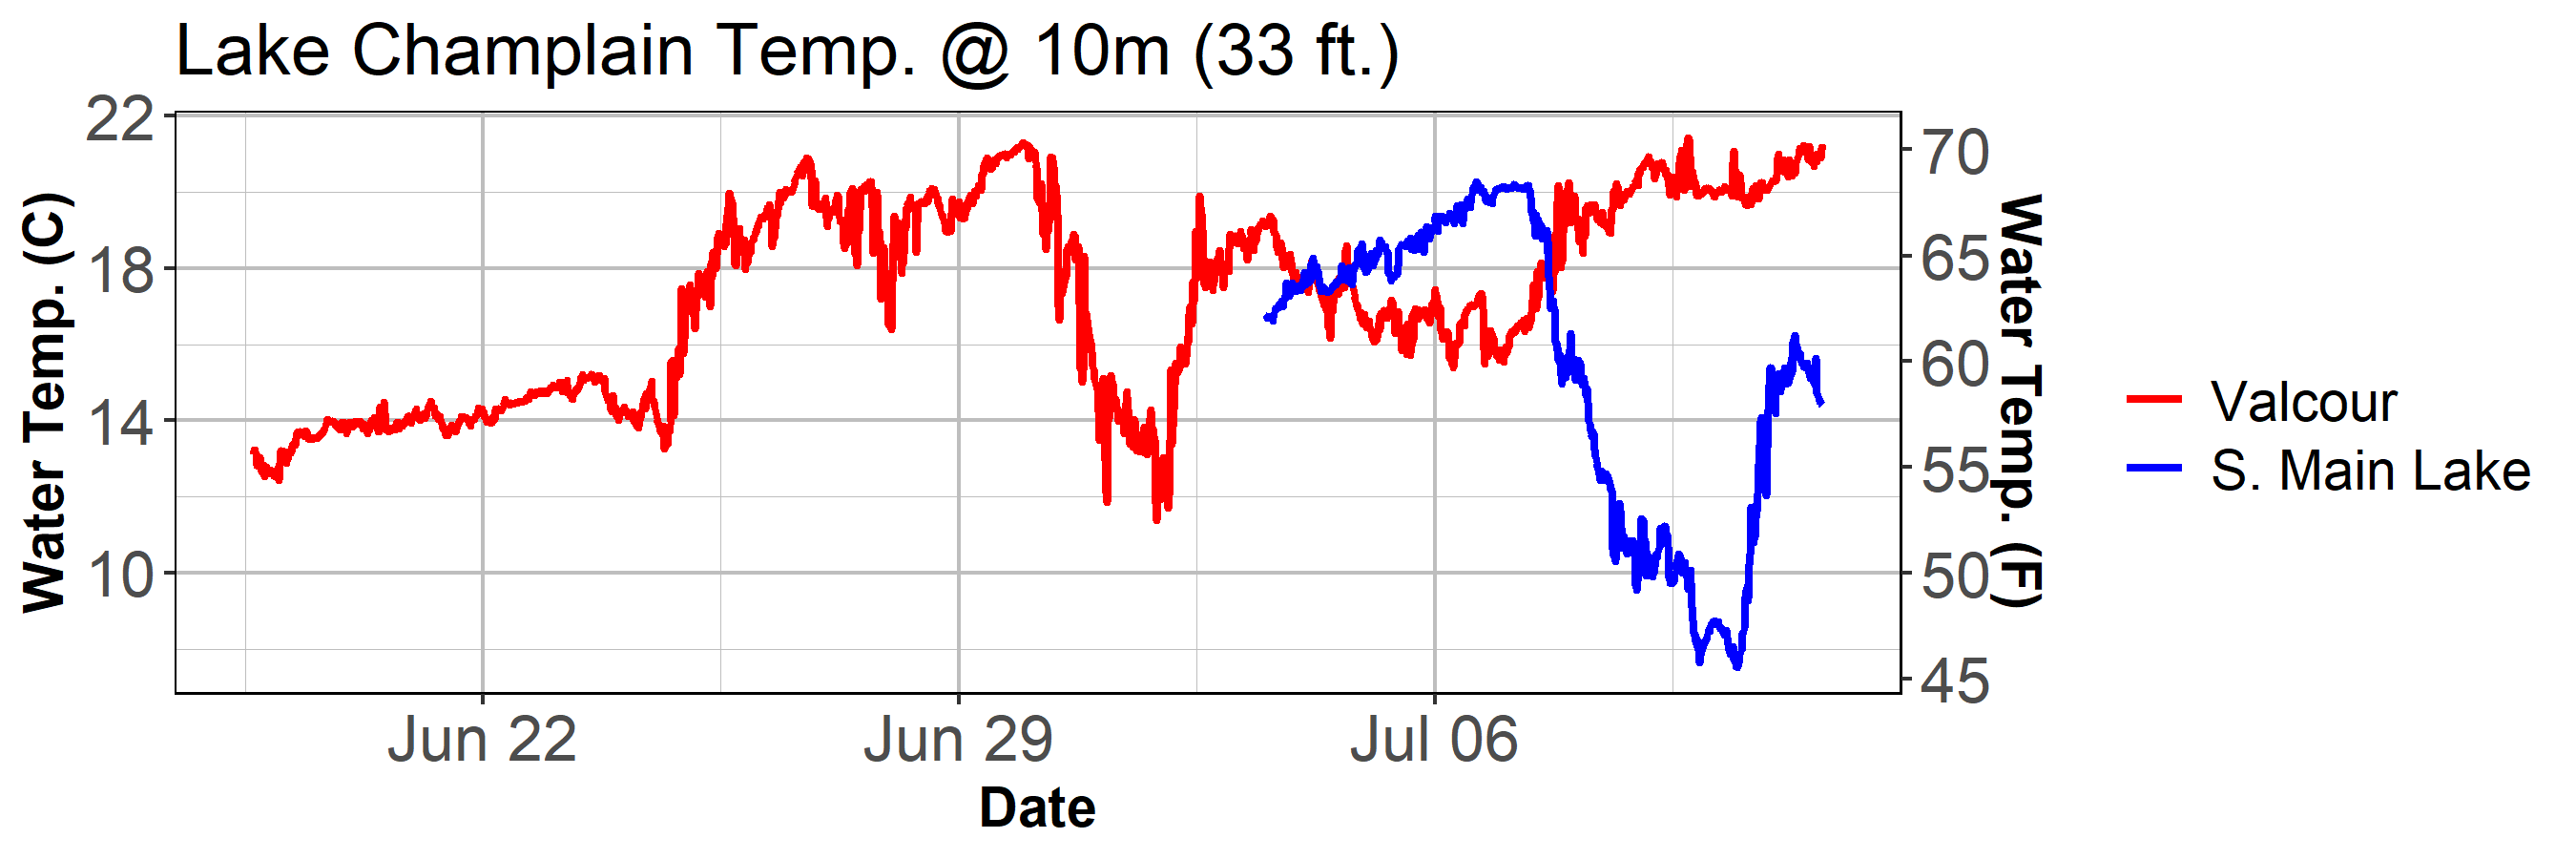 Lake Champlain Temp. @ 10m (33 ft.)
Water Temp. (C)
22
18
14
10
70
65
60
55
50
45
Water Temp. (F)
Jun 22
Jun 29
Jul 06
Date
Valcour
S. Main Lake